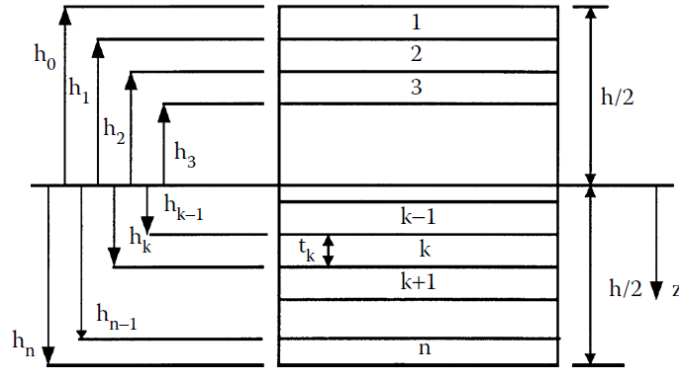 1
h₀
2
h₁
3
h/2
h₂
h₃
hₖ₋₁
k–1
hₖ
tₖ
k
k+1
h/2
z
hₙ₋₁
hₙ
n